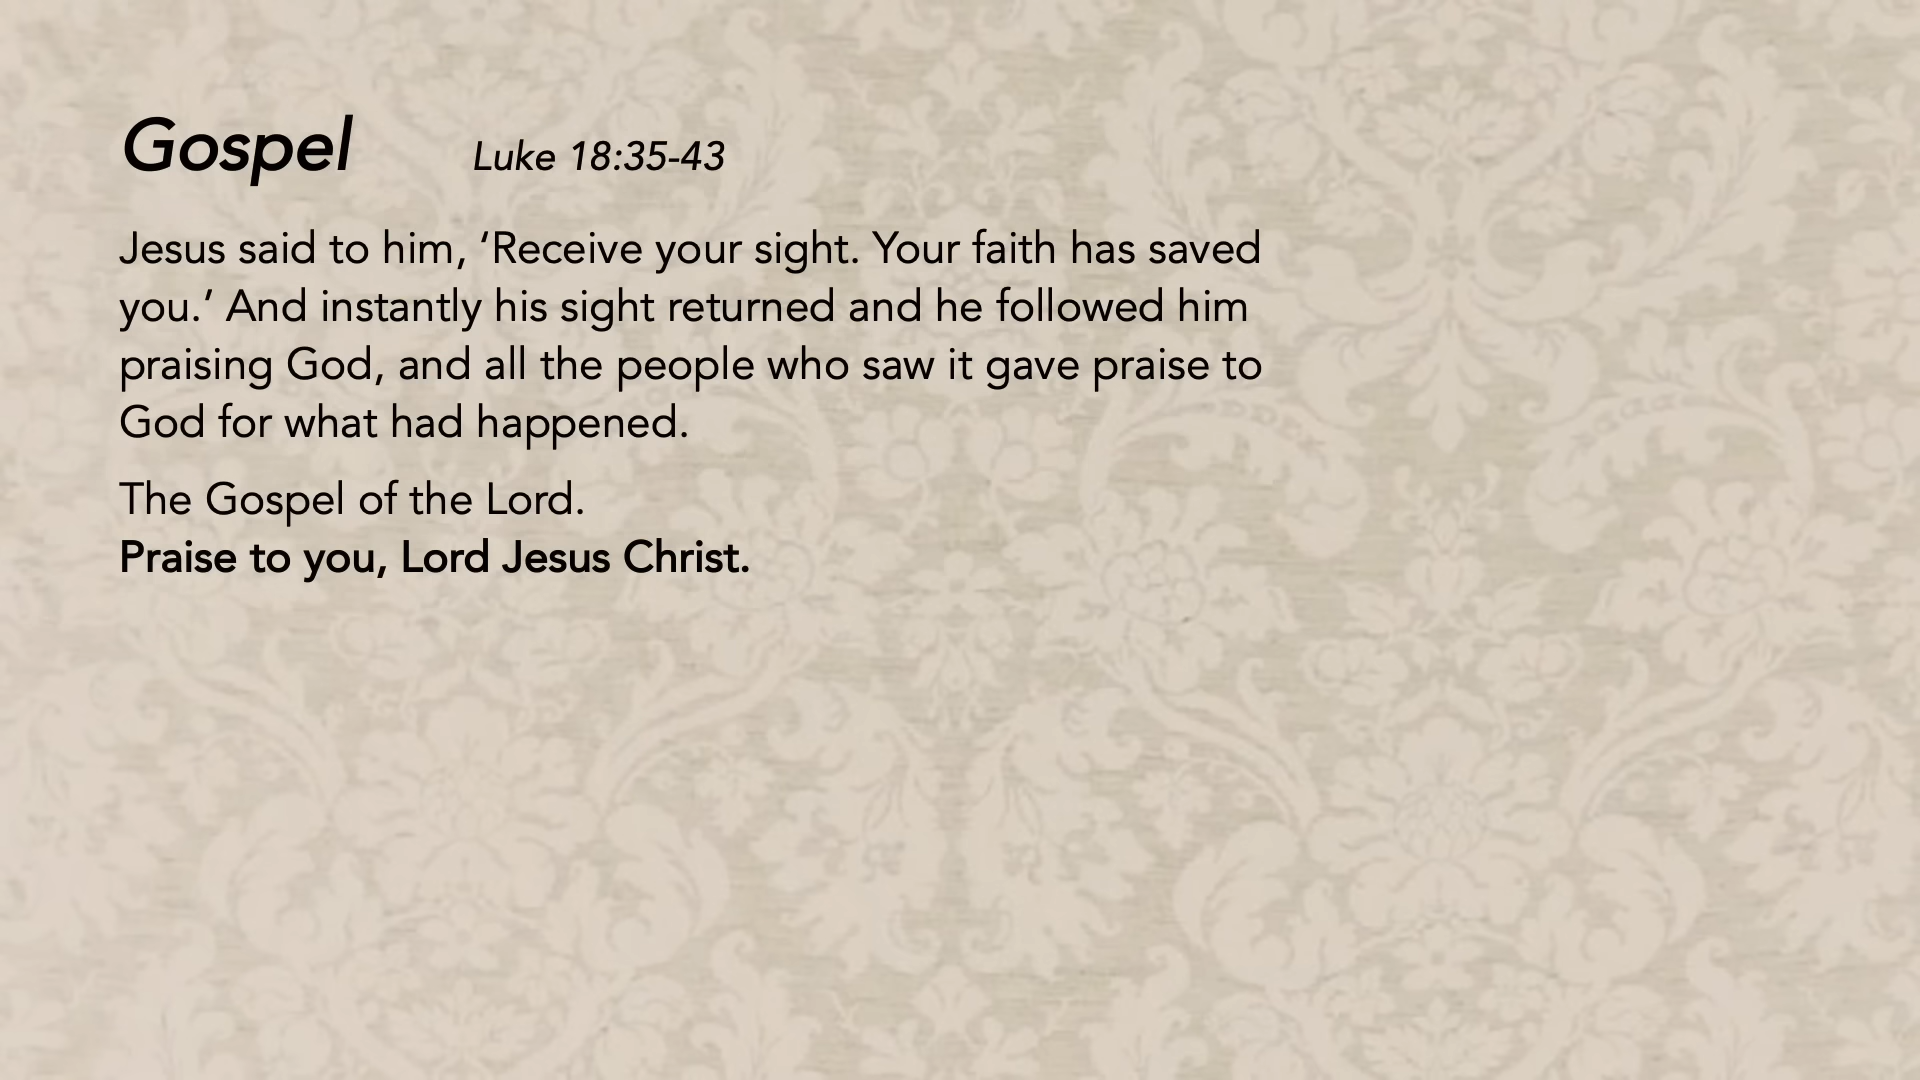 Gospel Luke 18:35-43
Jesus said to him, ‘Receive your sight. Your faith has saved
you.’ And instantly his sight returned and he followed him
praising God, and all the people who saw it gave praise to
God for what had happened.
The Gospel of the Lord.
Praise to you, Lord Jesus Christ.